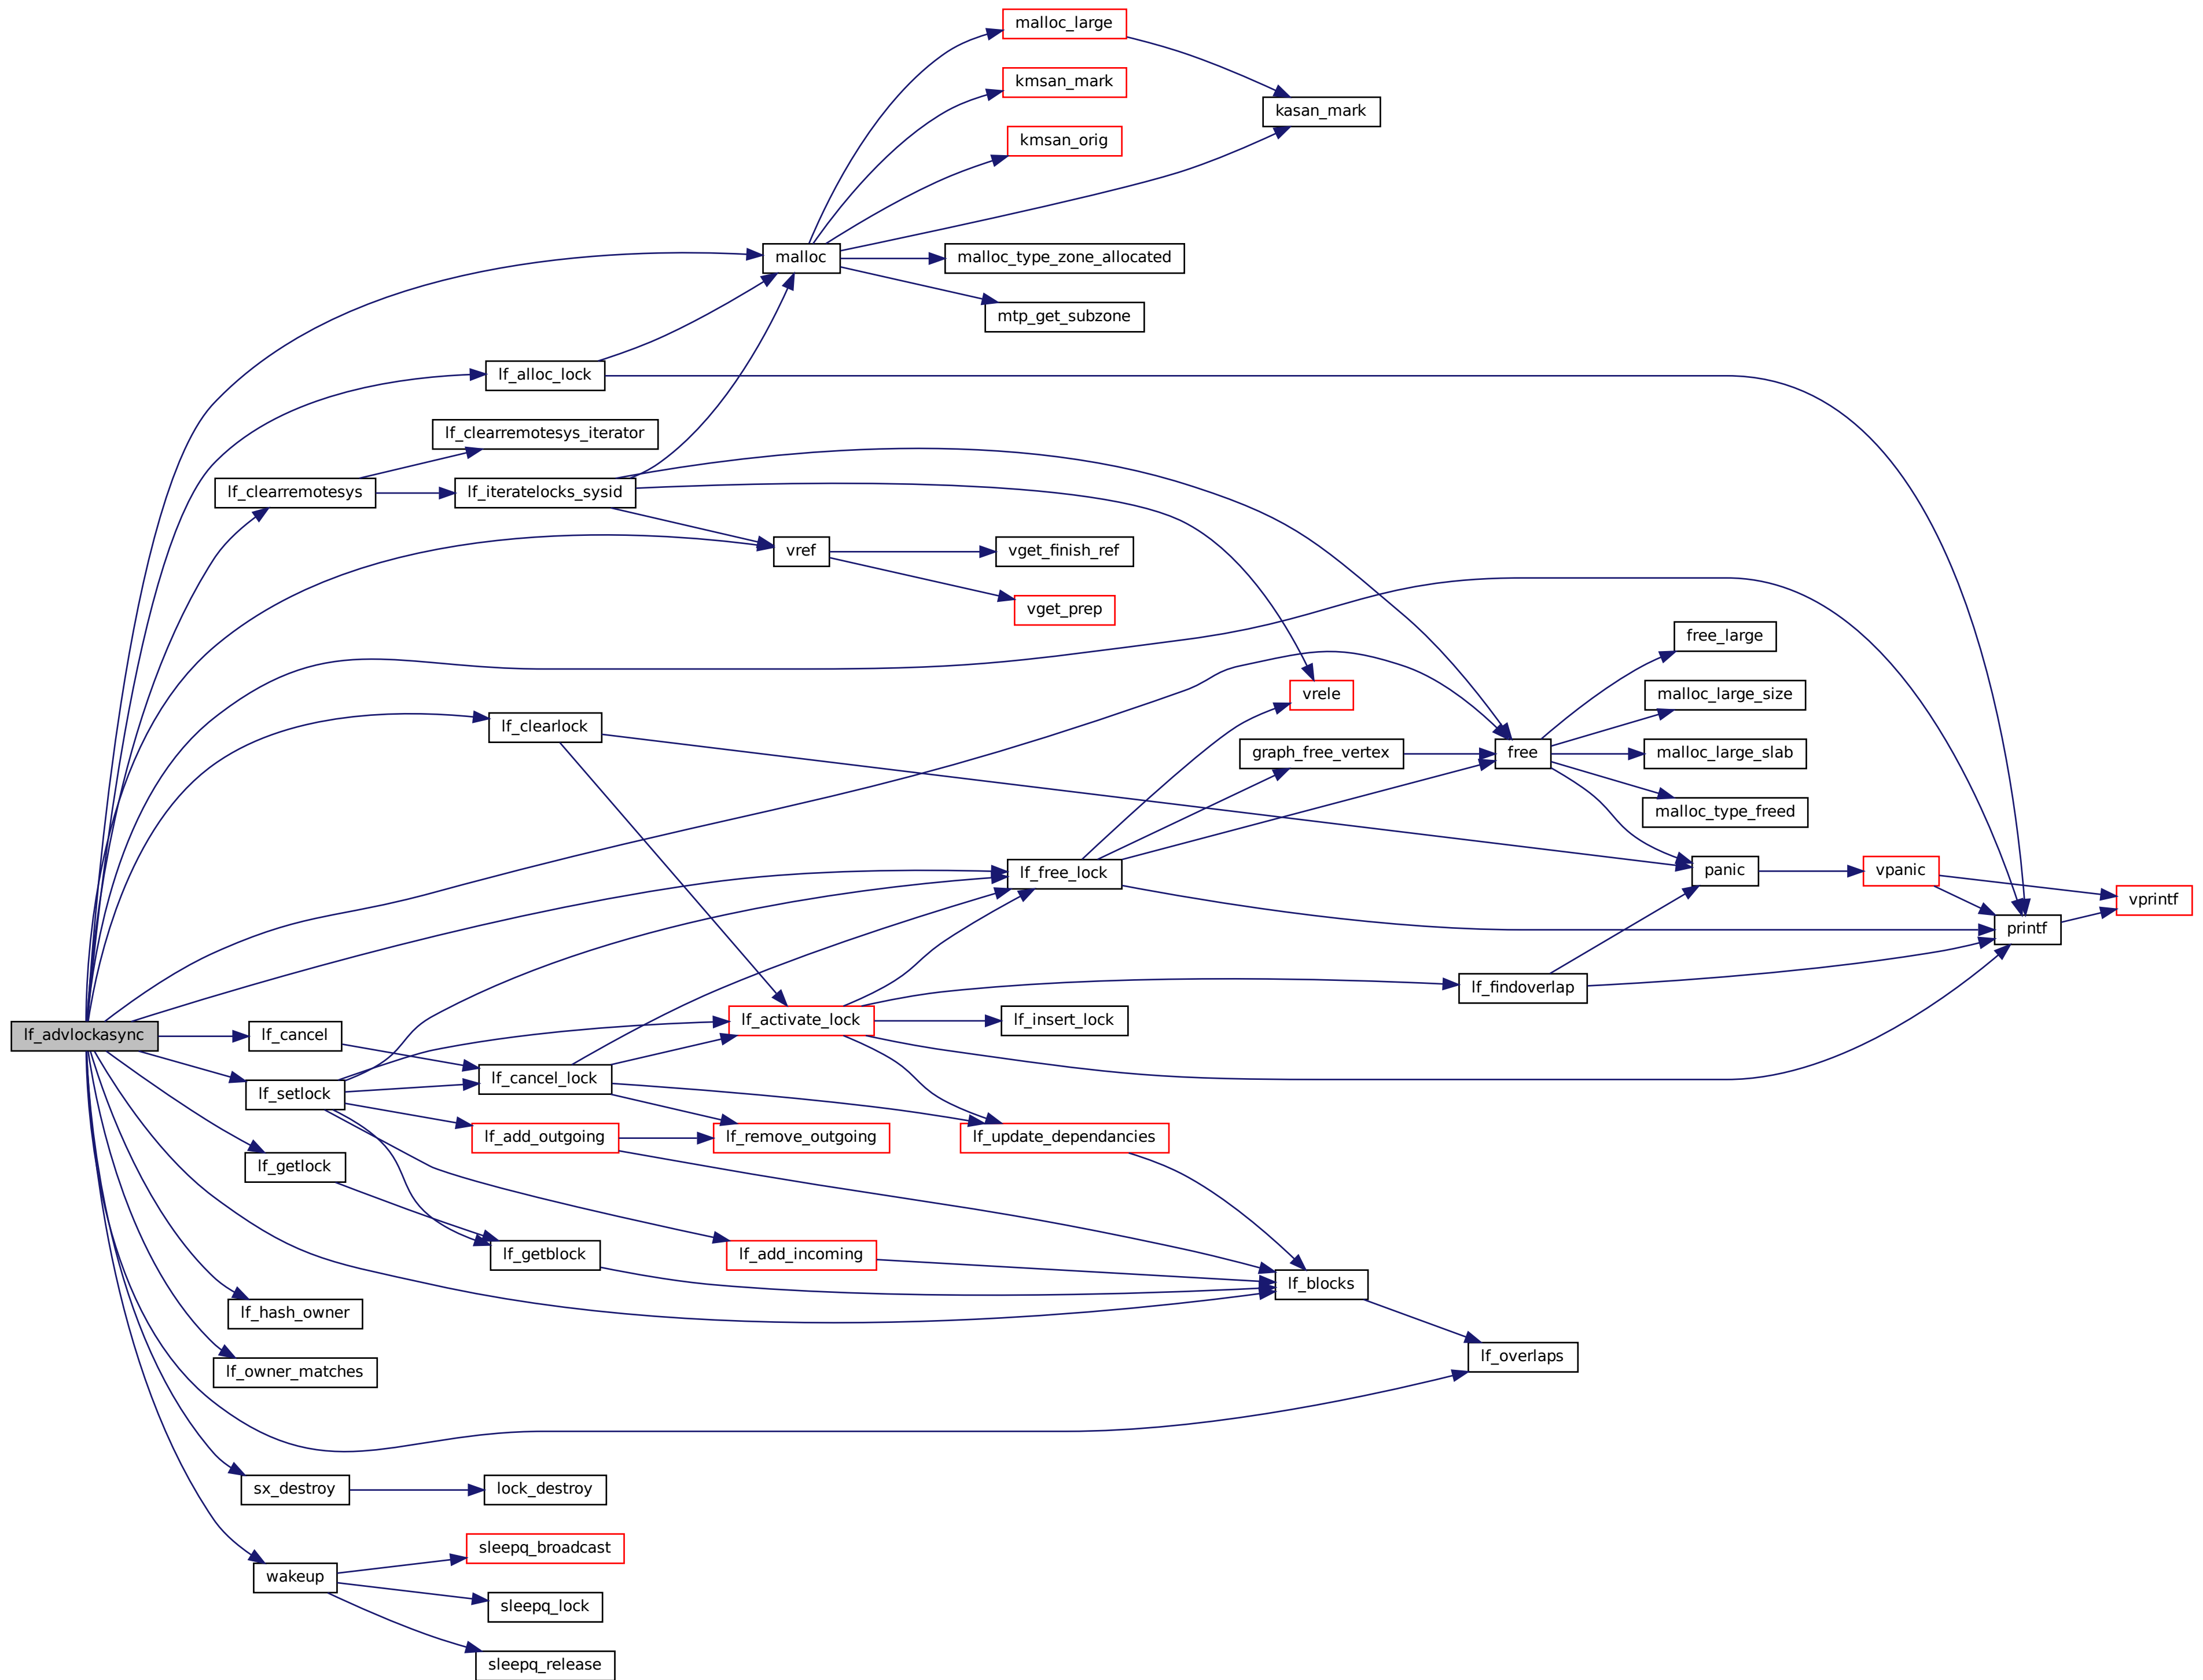 malloc_large
kmsan_mark
kasan_mark
kmsan_orig
malloc
malloc_type_zone_allocated
mtp_get_subzone
lf_alloc_lock
lf_clearremotesys_iterator
lf_clearremotesys
lf_iteratelocks_sysid
vref
vget_finish_ref
vget_prep
free_large
vrele
malloc_large_size
lf_clearlock
graph_free_vertex
free
malloc_large_slab
malloc_type_freed
lf_free_lock
panic
vpanic
vprintf
printf
lf_findoverlap
lf_advlockasync
lf_cancel
lf_activate_lock
lf_insert_lock
lf_cancel_lock
lf_setlock
lf_add_outgoing
lf_remove_outgoing
lf_update_dependancies
lf_getlock
lf_getblock
lf_add_incoming
lf_blocks
lf_hash_owner
lf_overlaps
lf_owner_matches
sx_destroy
lock_destroy
sleepq_broadcast
wakeup
sleepq_lock
sleepq_release